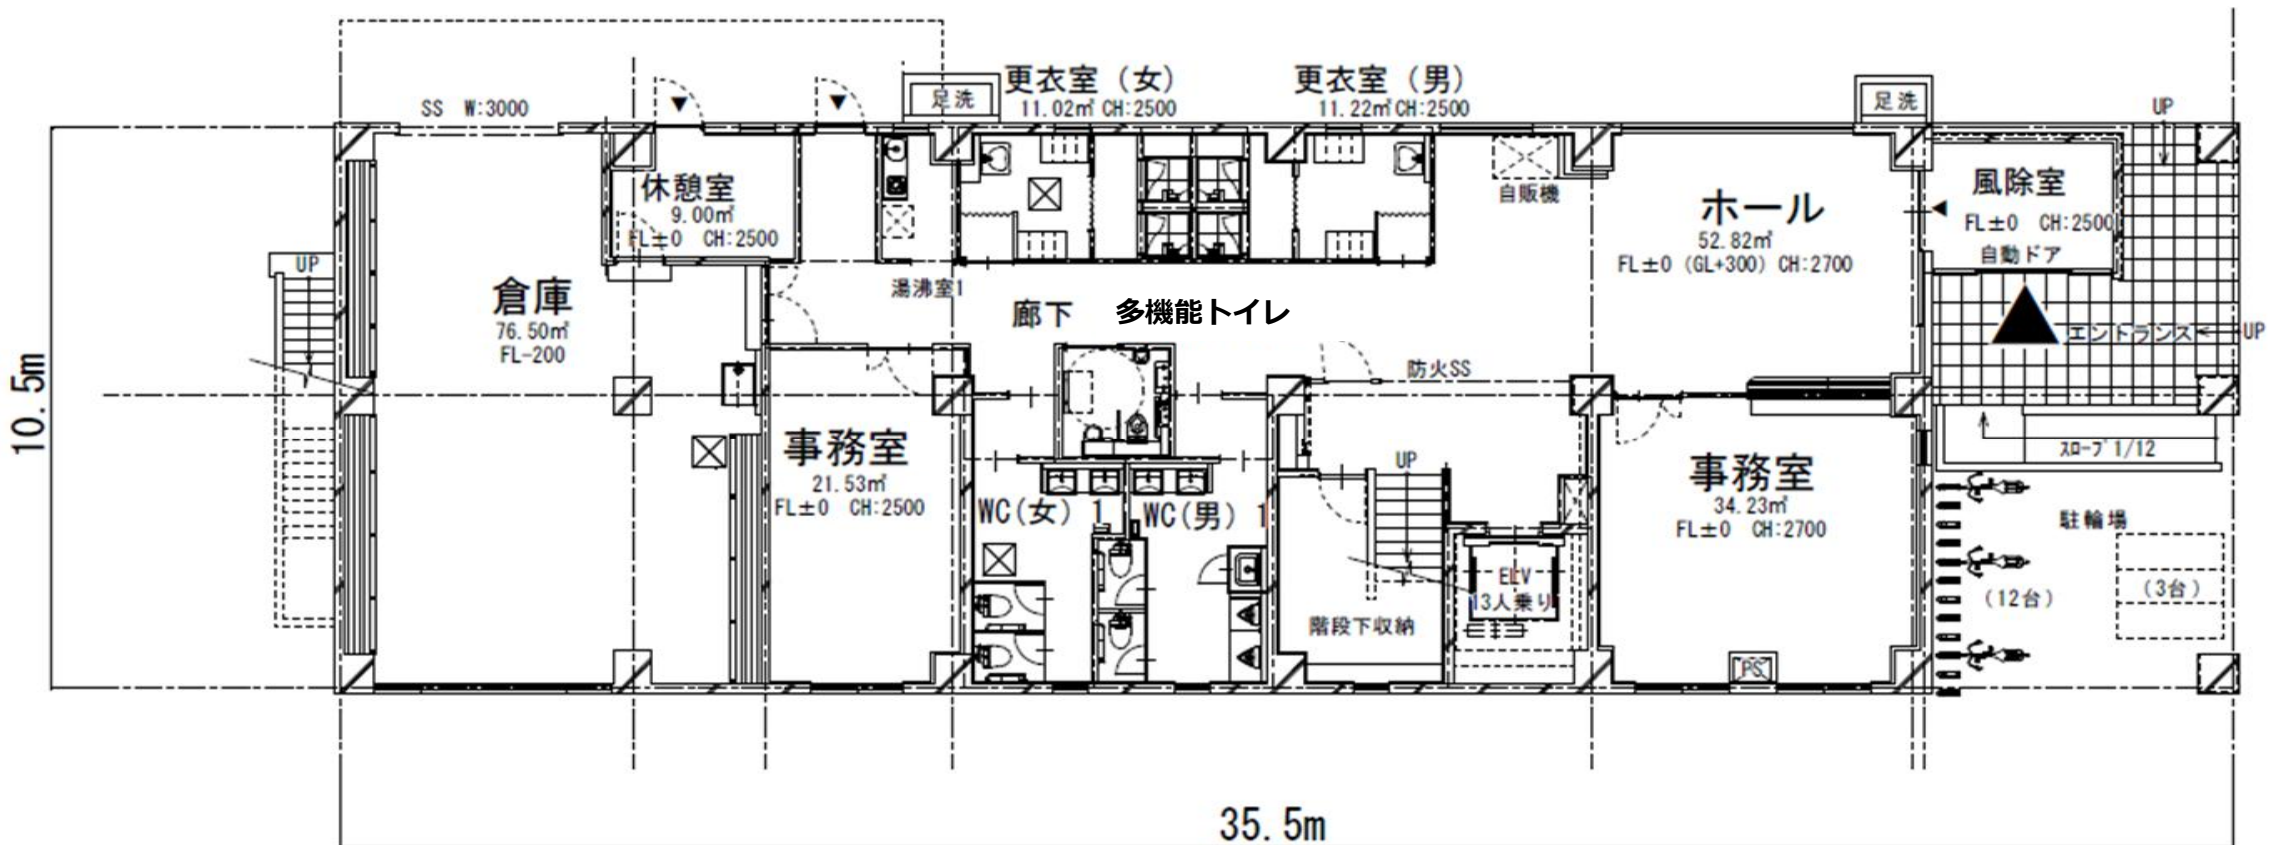 更衣室（女）
11.02㎡ CH:2500
更衣室（男）
11.22㎡ CH:2500
SS W:3000
足洗
足洗
UP
休憩室
9.00㎡
FL±0 CH:2500
自販機
ホール
52.82㎡
FL±0 (GL+300) CH:2700
風除室
FL±0 CH:2500
自動ドア
UP
倉庫
76.50㎡
FL-200
湯沸室1
廊下
多機能トイレ
エントランス
UP
防火SS
10.5m
事務室
21.53㎡
FL±0 CH:2500
WC(女) 1
WC(男) 1
UP
階段下収納
ELV
13人乗り
事務室
34.23㎡
FL±0 CH:2700
PS
ｽﾛｰﾌﾟ1/12
駐輪場
(12台)
(3台)
35.5m